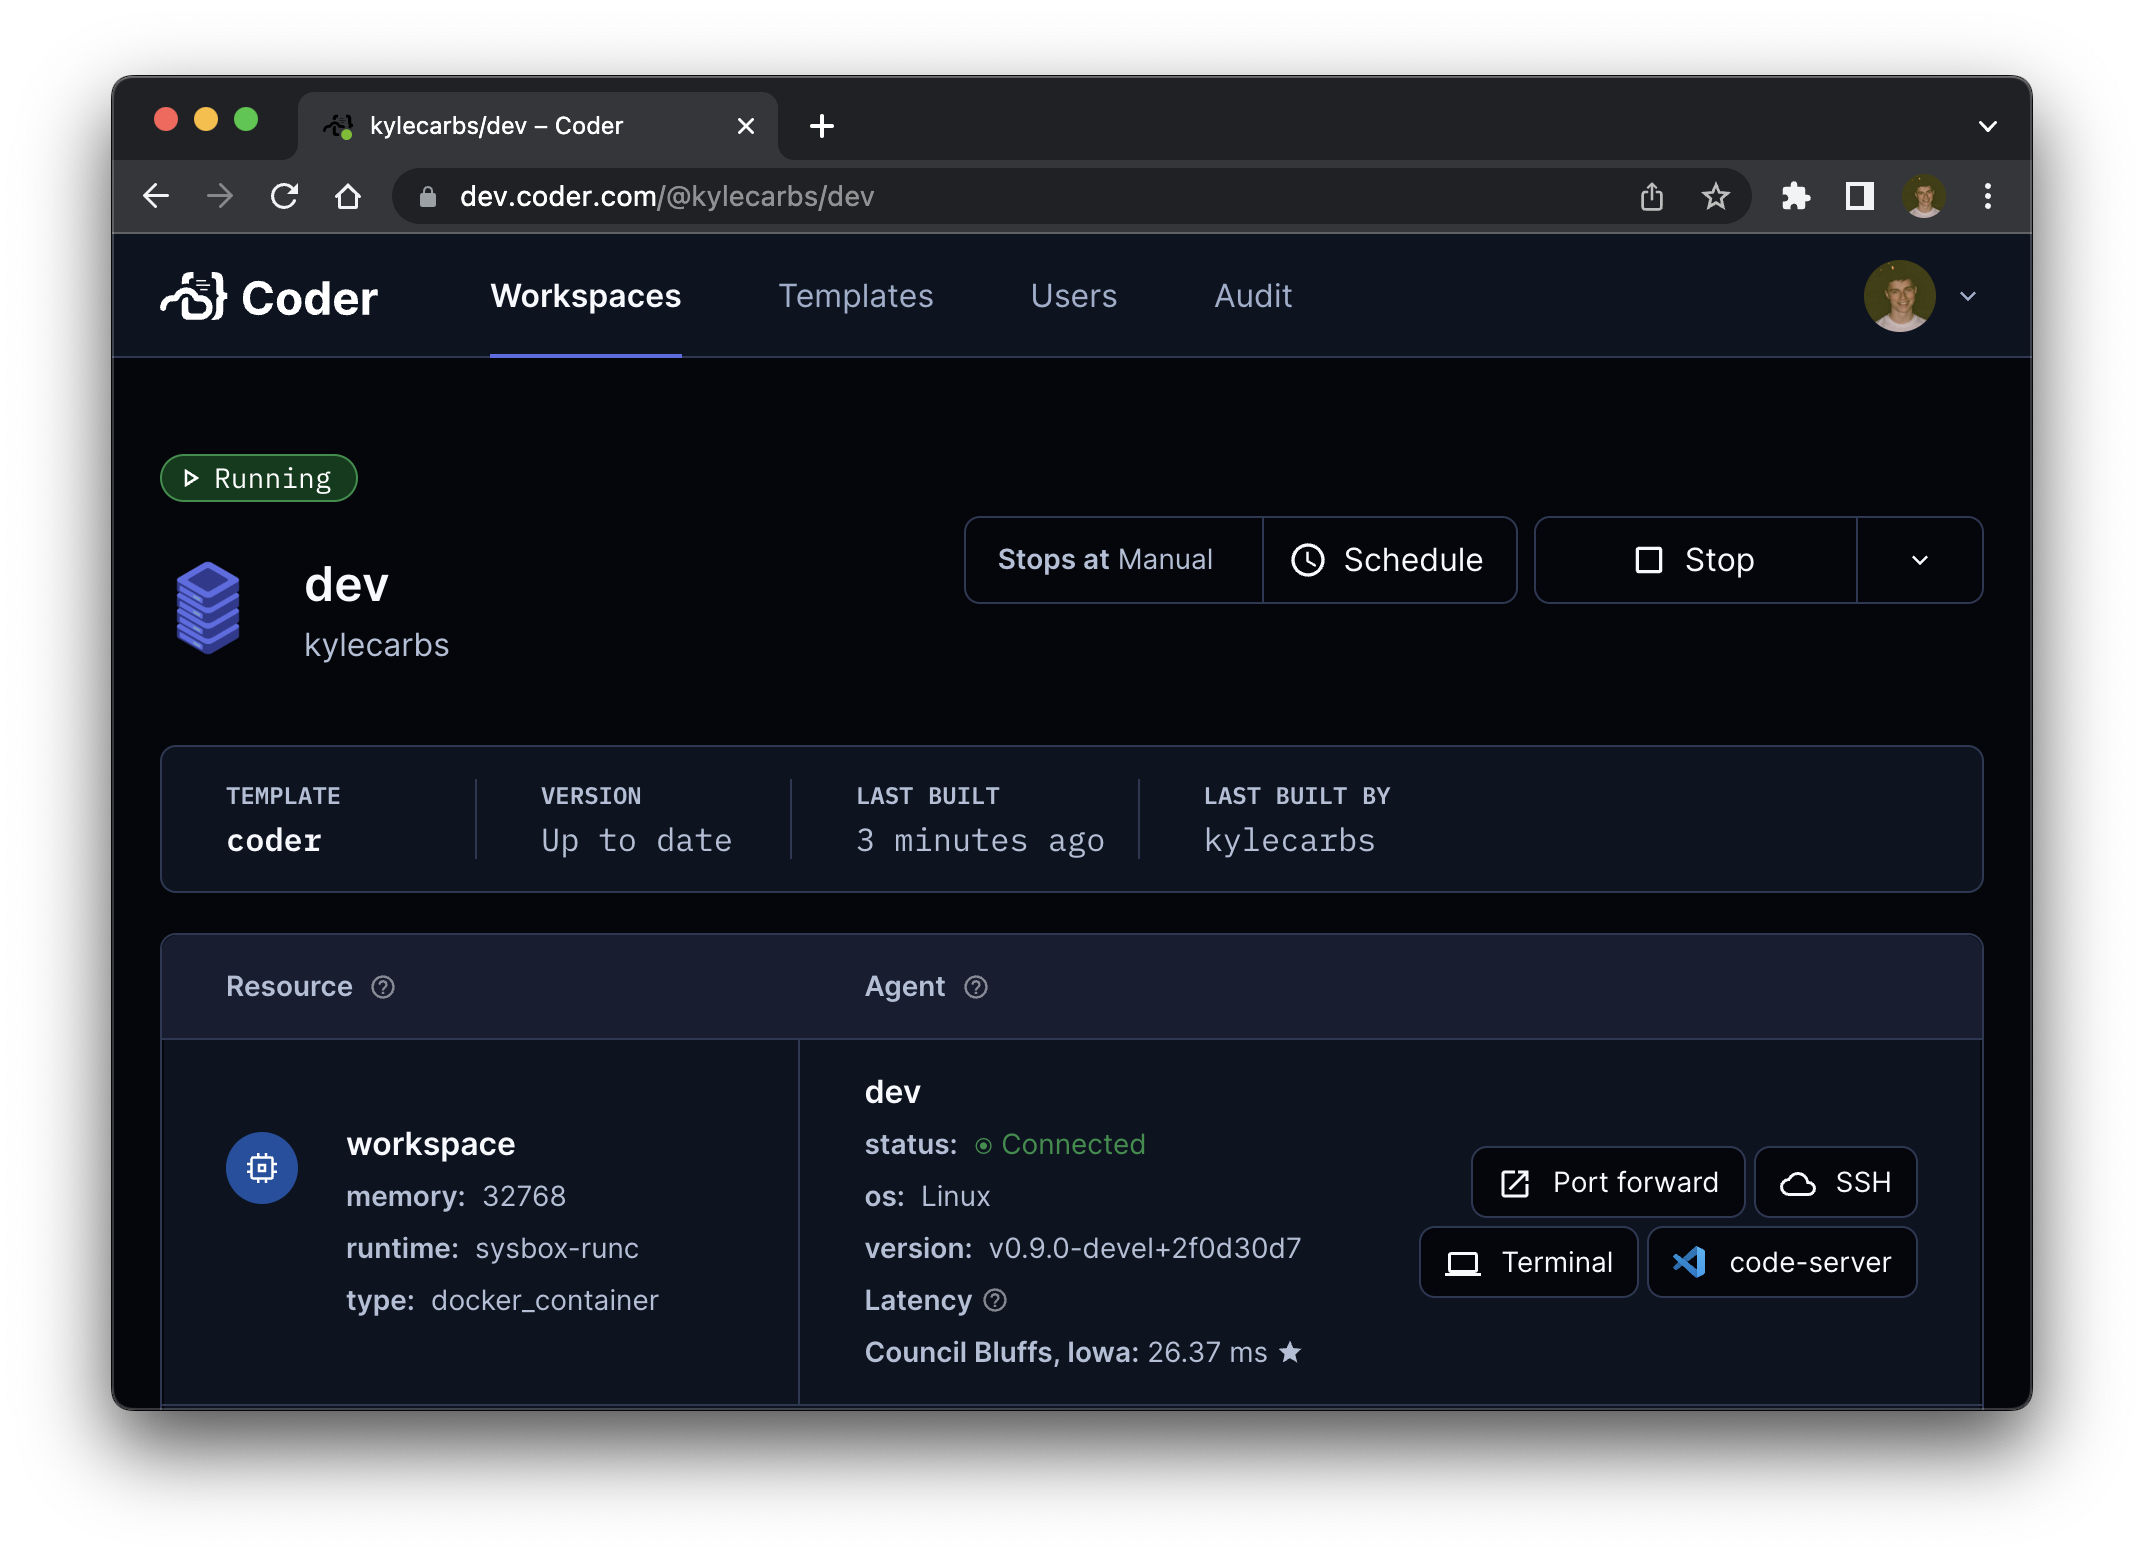 kylecarbs/dev – Coder
dev.coder.com/@kylecarbs/dev
Coder Workspaces Templates Users Audit
Running
Stops at Manual Schedule Stop
dev
kylecarbs
TEMPLATE VERSION LAST BUILT LAST BUILT BY
coder Up to date 3 minutes ago kylecarbs
Resource Agent
workspace
memory: 32768
runtime: sysbox-runc
type: docker_container
dev
status: Connected
os: Linux
version: v0.9.0-devel+2f0d30d7
Latency
Council Bluffs, Iowa: 26.37 ms
Port forward SSH
Terminal code-server